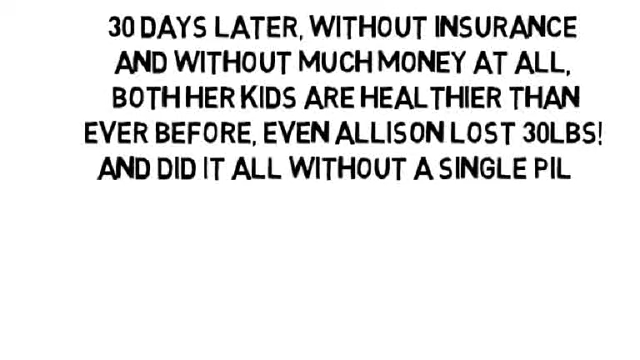 30 DAYS LATER, WITHOUT INSURANCE
AND WITHOUT MUCH MONEY AT ALL,
BOTH HER KIDS ARE HEALTHIER THAN
EVER BEFORE, EVEN ALLISON LOST 30LBS!
AND DID IT ALL WITHOUT A SINGLE PIL